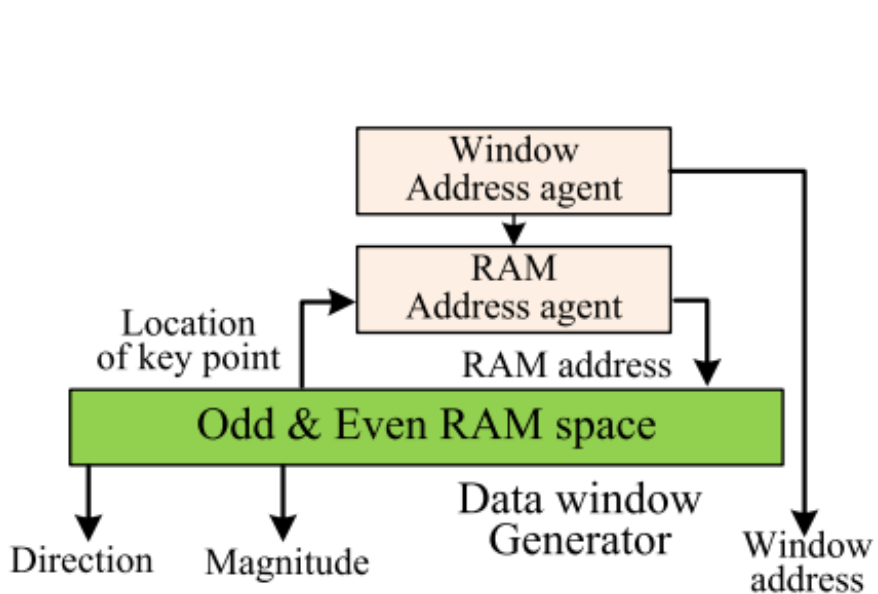 Window
Address agent
RAM
Address agent
Location
of key point
RAM address
Odd & Even RAM space
Data window
Generator
Direction
Magnitude
Window
address